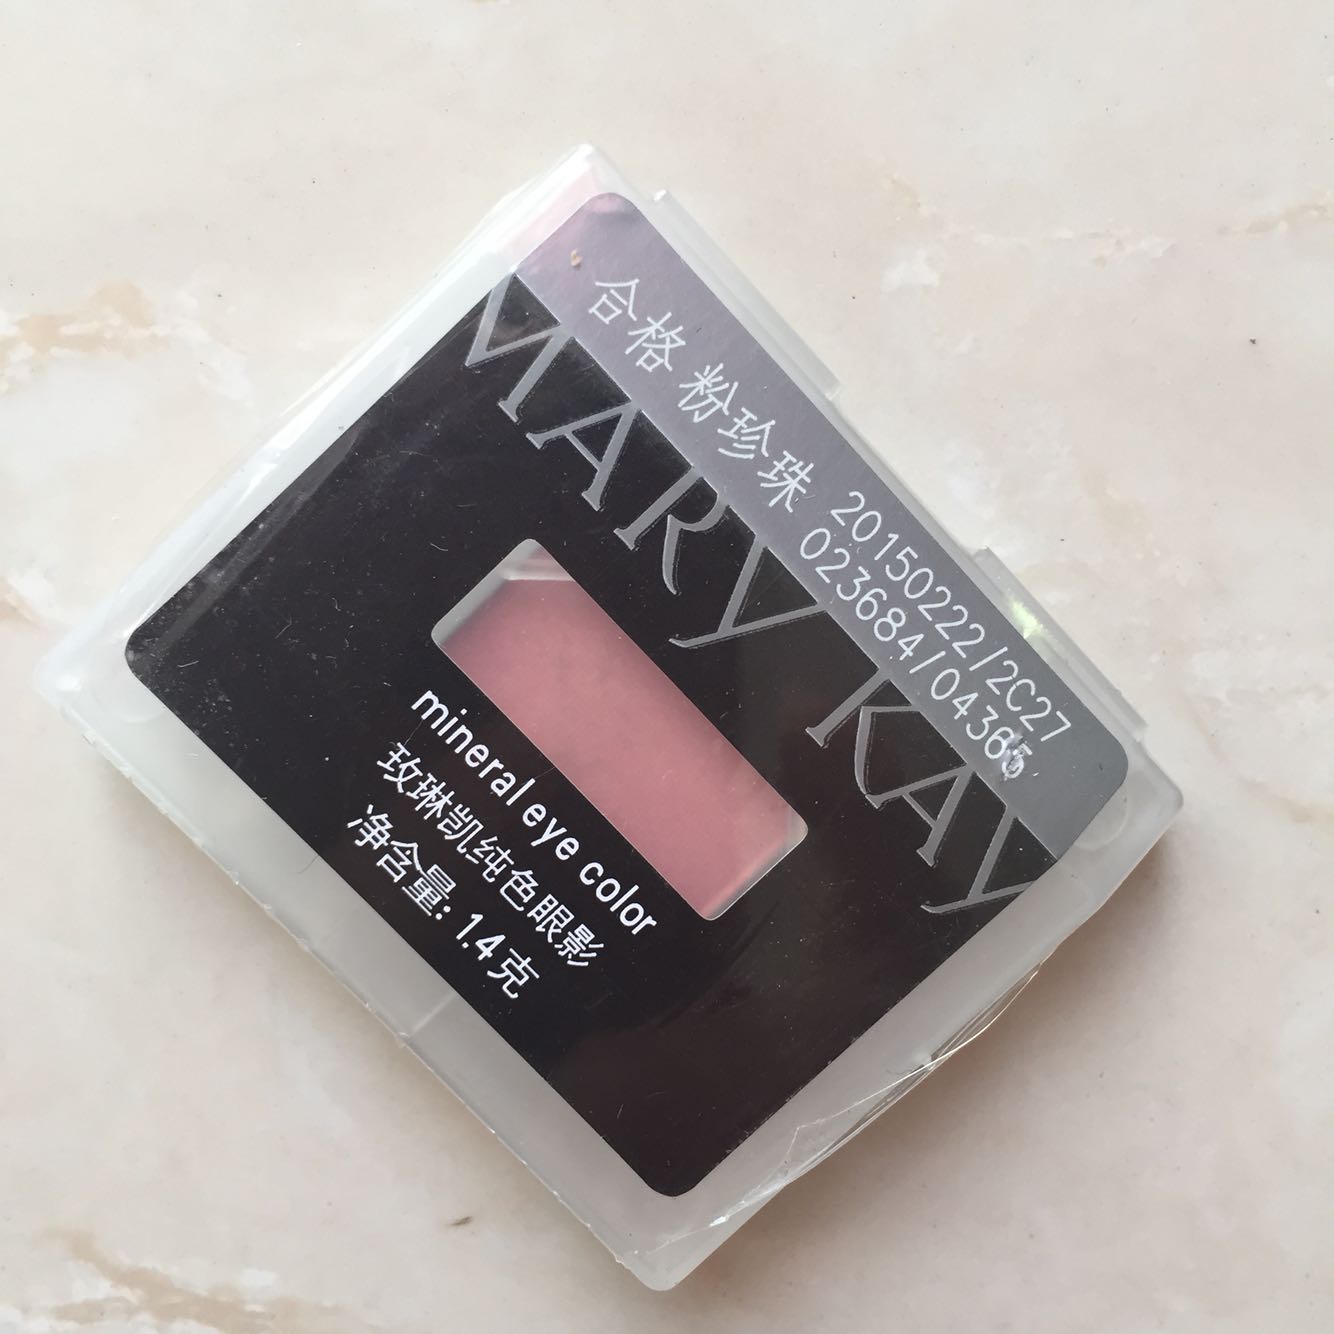 合格 粉珍珠 20150222/2C27
023684/04365
MARY KAY
mineral eye color
玫琳凯纯色眼影
净含量: 1.4克